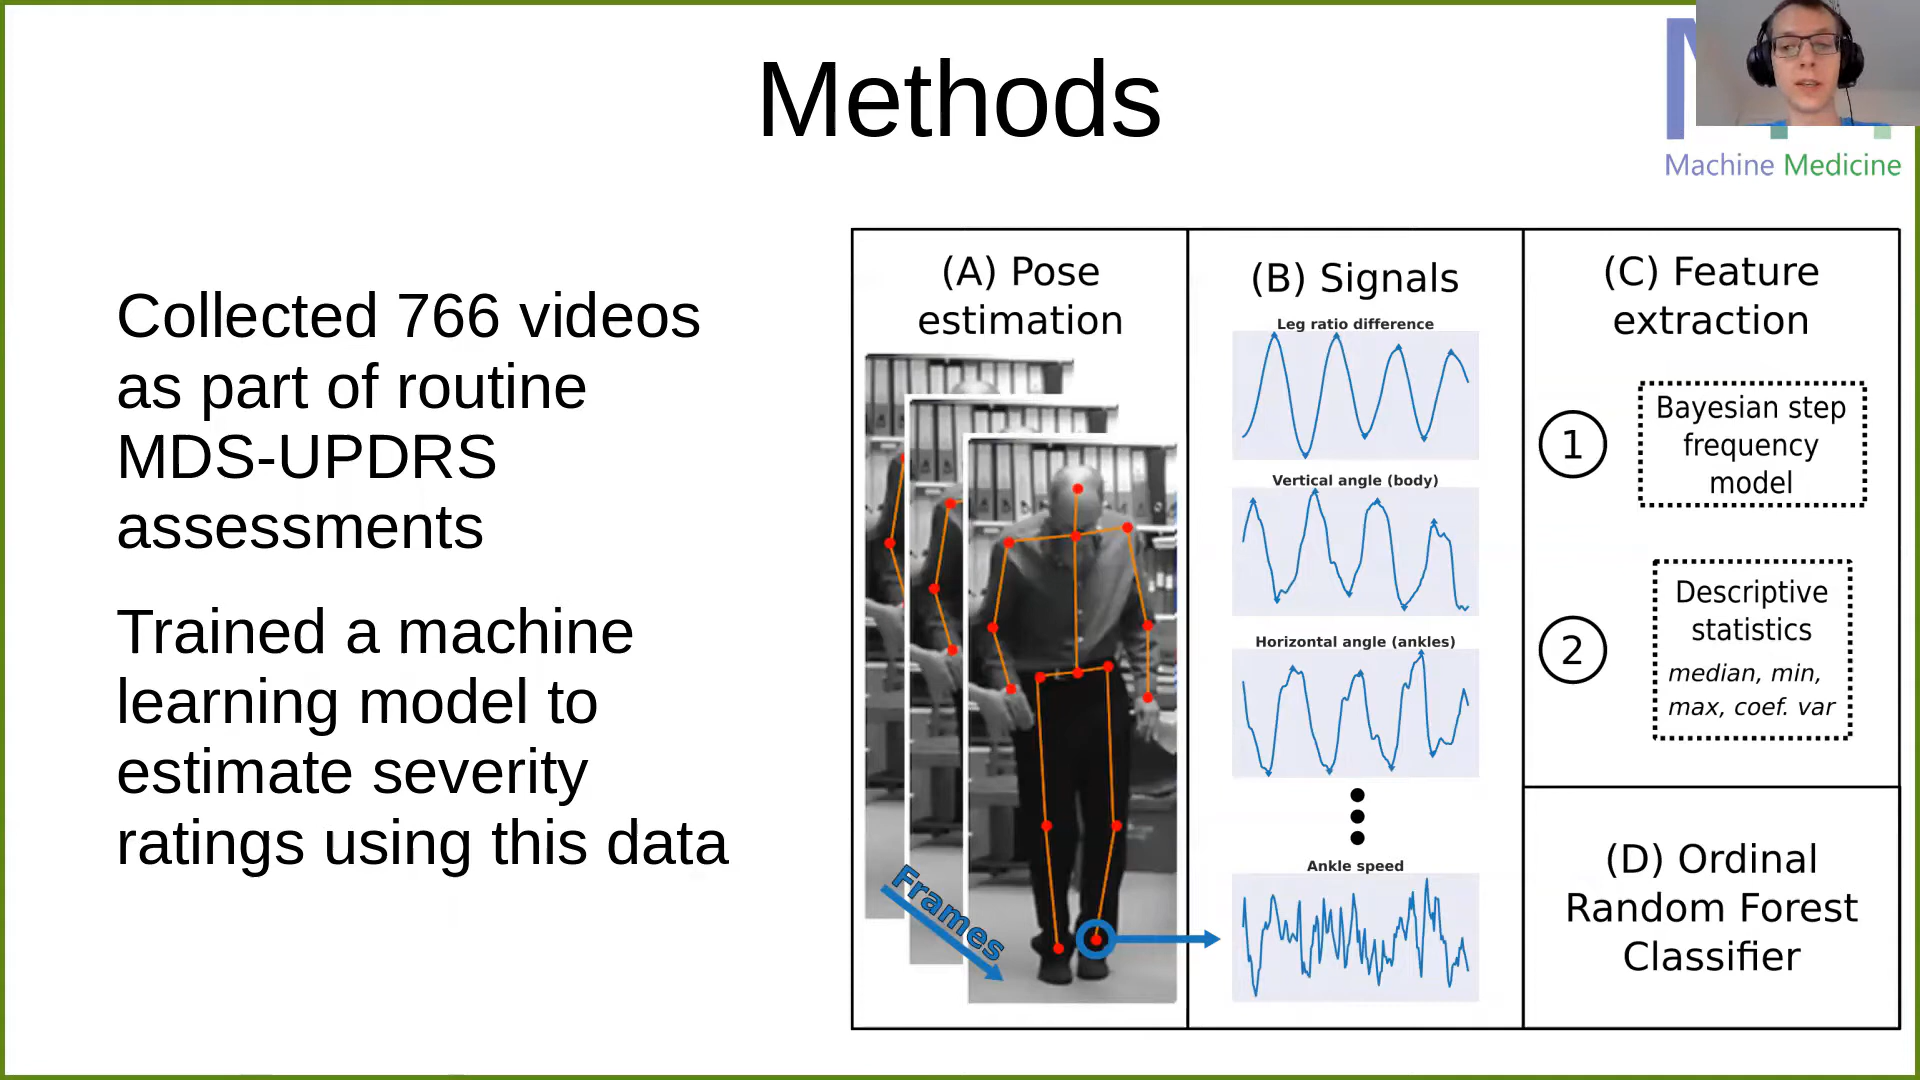 Methods
Machine Medicine
Collected 766 videos
as part of routine
MDS-UPDRS
assessments
Trained a machine
learning model to
estimate severity
ratings using this data
(A) Pose
estimation
Frames
(B) Signals
Leg ratio difference
Vertical angle (body)
Horizontal angle (ankles)
Ankle speed
(C) Feature
extraction
1
Bayesian step
frequency
model
2
Descriptive
statistics
median, min,
max, coef. var
(D) Ordinal
Random Forest
Classifier